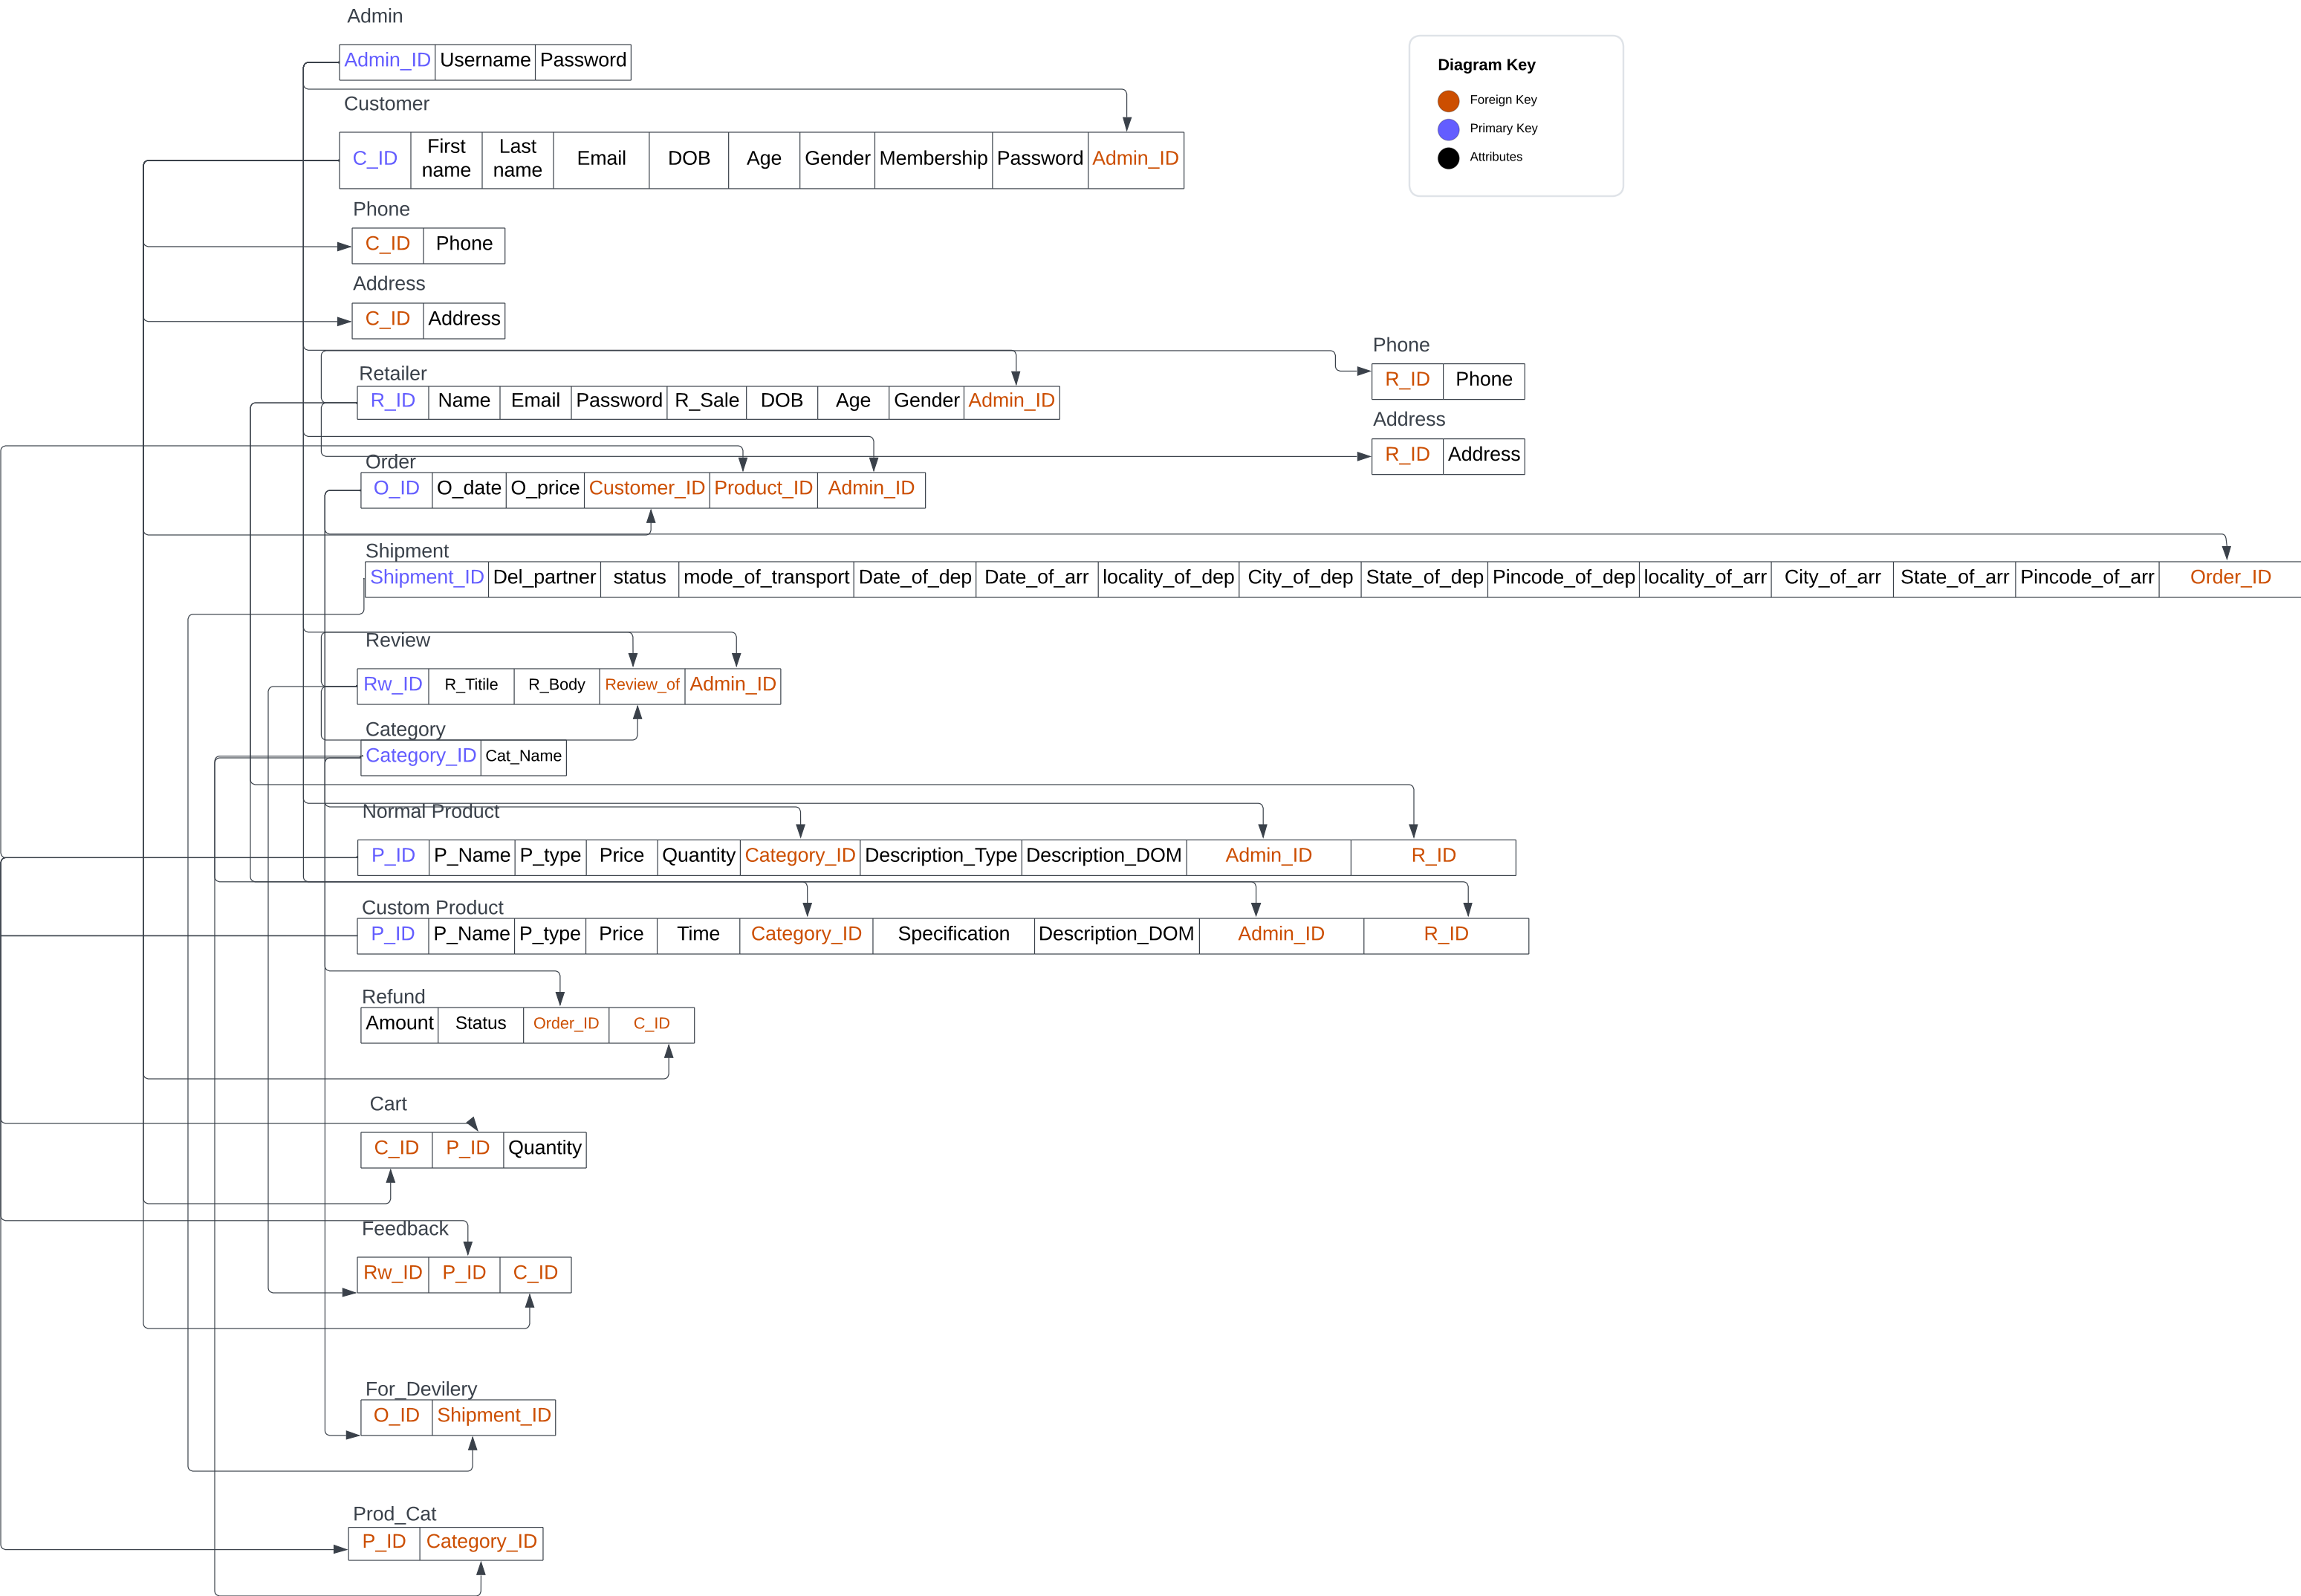 Admin
Admin_ID Username Password
Diagram Key
Foreign Key
Primary Key
Attributes
Customer
C_ID First name Last name Email DOB Age Gender Membership Password Admin_ID
Phone
C_ID Phone
Address
C_ID Address
Phone
R_ID Phone
Retailer
R_ID Name Email Password R_Sale DOB Age Gender Admin_ID
Address
R_ID Address
Order
O_ID O_date O_price Customer_ID Product_ID Admin_ID
Shipment
Shipment_ID Del_partner status mode_of_transport Date_of_dep Date_of_arr locality_of_dep City_of_dep State_of_dep Pincode_of_dep locality_of_arr City_of_arr State_of_arr Pincode_of_arr Order_ID
Review
Rw_ID R_Titile R_Body Review_of Admin_ID
Category
Category_ID Cat_Name
Normal Product
P_ID P_Name P_type Price Quantity Category_ID Description_Type Description_DOM Admin_ID R_ID
Custom Product
P_ID P_Name P_type Price Time Category_ID Specification Description_DOM Admin_ID R_ID
Refund
Amount Status Order_ID C_ID
Cart
C_ID P_ID Quantity
Feedback
Rw_ID P_ID C_ID
For_Devilery
O_ID Shipment_ID
Prod_Cat
P_ID Category_ID